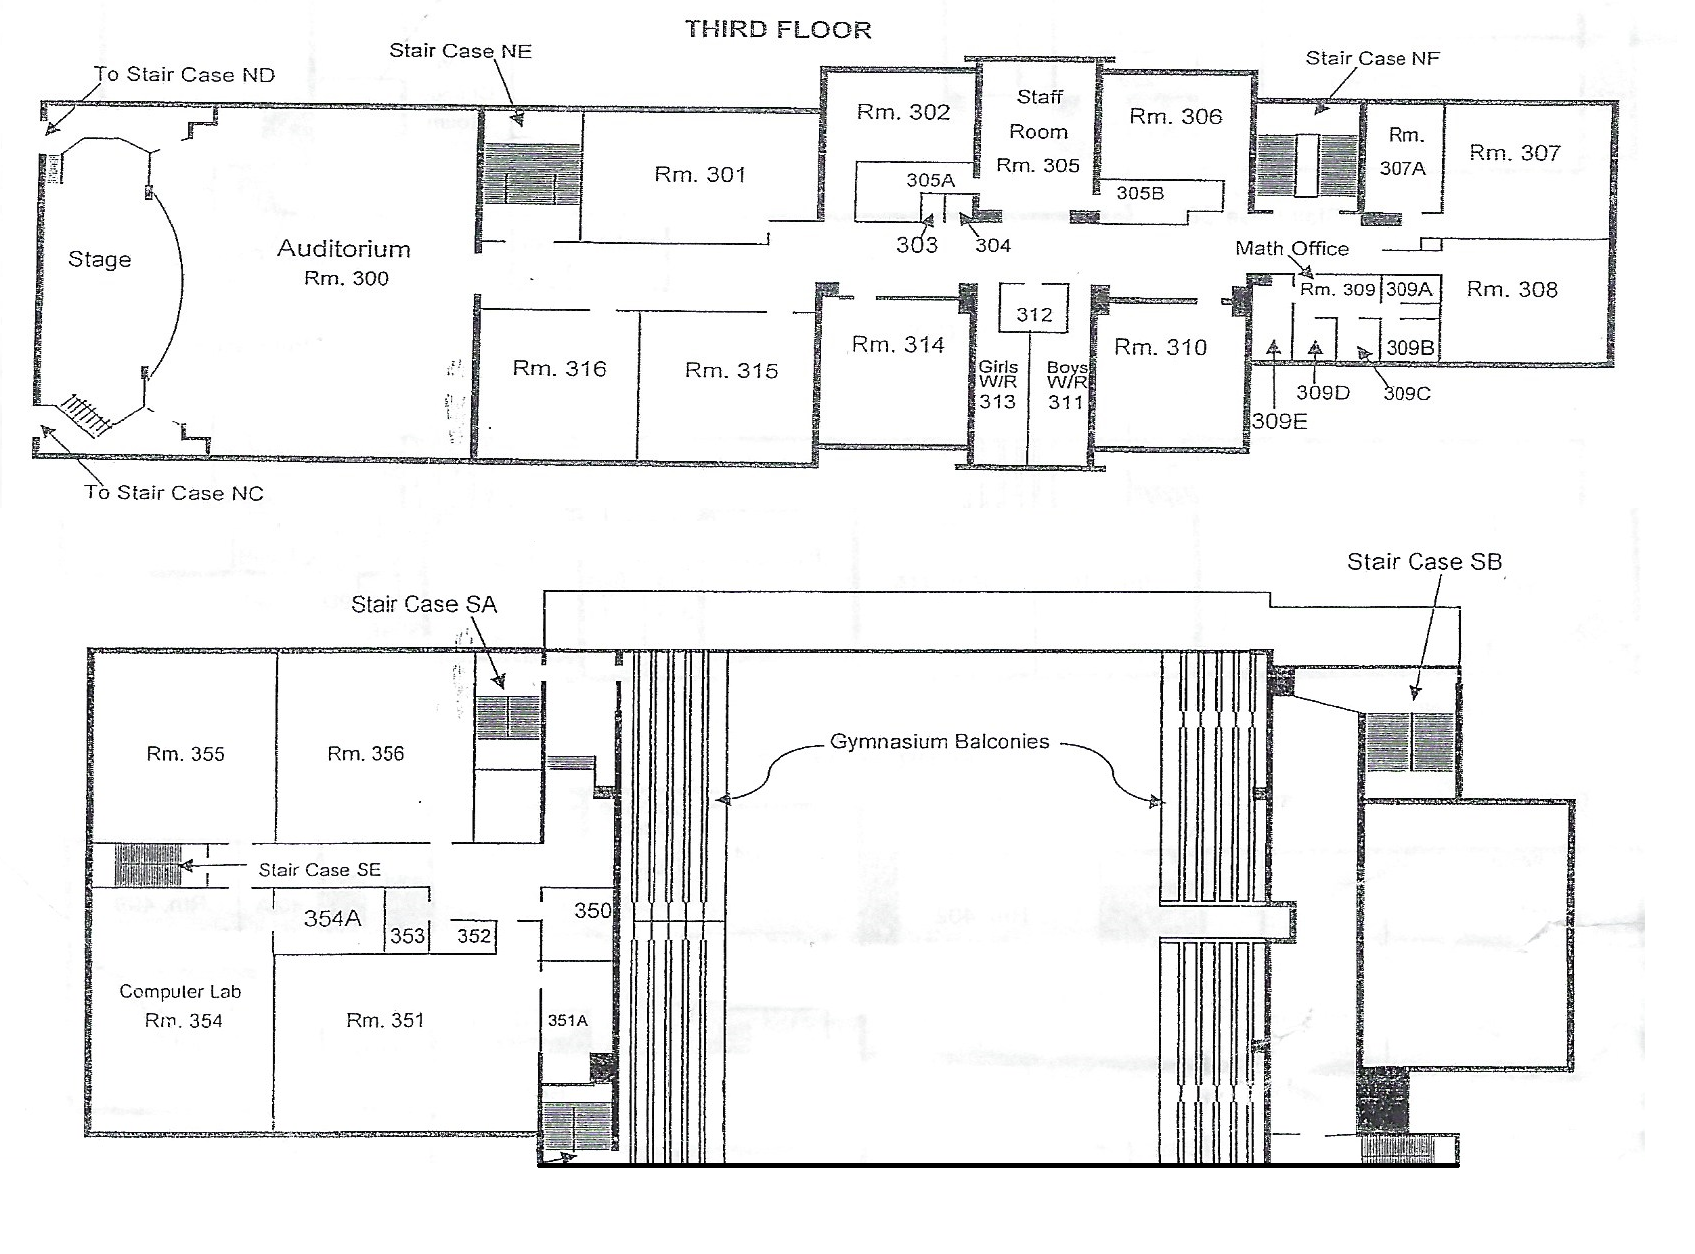 THIRD FLOOR
Stair Case NE
Stair Case NF
To Stair Case ND
Rm. 302
Staff
Room
Rm. 305
Rm. 306
Rm.
307A
Rm. 307
Rm. 301
305A
305B
303
304
Stage
Auditorium
Rm. 300
Math Office
Rm. 309
309A
Rm. 308
312
Rm. 314
Rm. 310
309B
Rm. 316
Rm. 315
Girls
W/R
313
Boys
W/R
311
309D
309C
309E
To Stair Case NC
Stair Case SB
Stair Case SA
Rm. 355
Rm. 356
Gymnasium Balconies
Stair Case SE
354A
353
352
350
Compuler Lab
Rm. 354
Rm. 351
351A